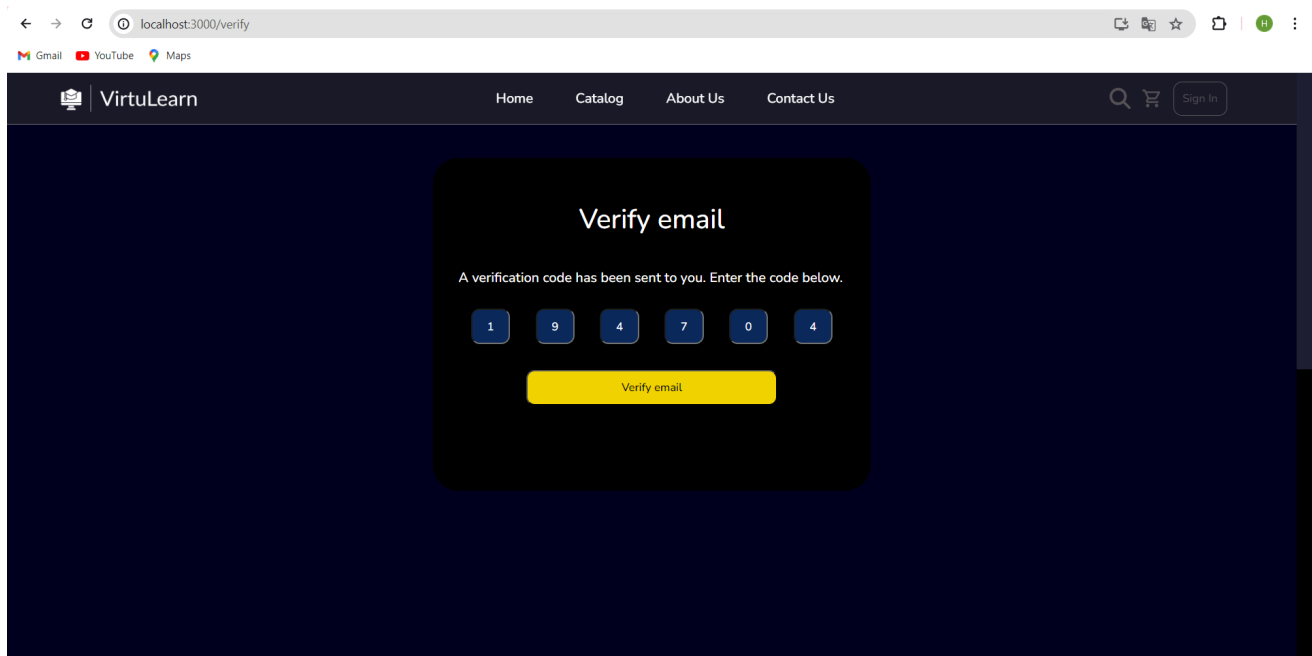 localhost:3000/verify
H
Gmail YouTube Maps
VirtuLearn Home Catalog About Us Contact Us Sign In
Verify email
A verification code has been sent to you. Enter the code below.
1 9 4 7 0 4
Verify email